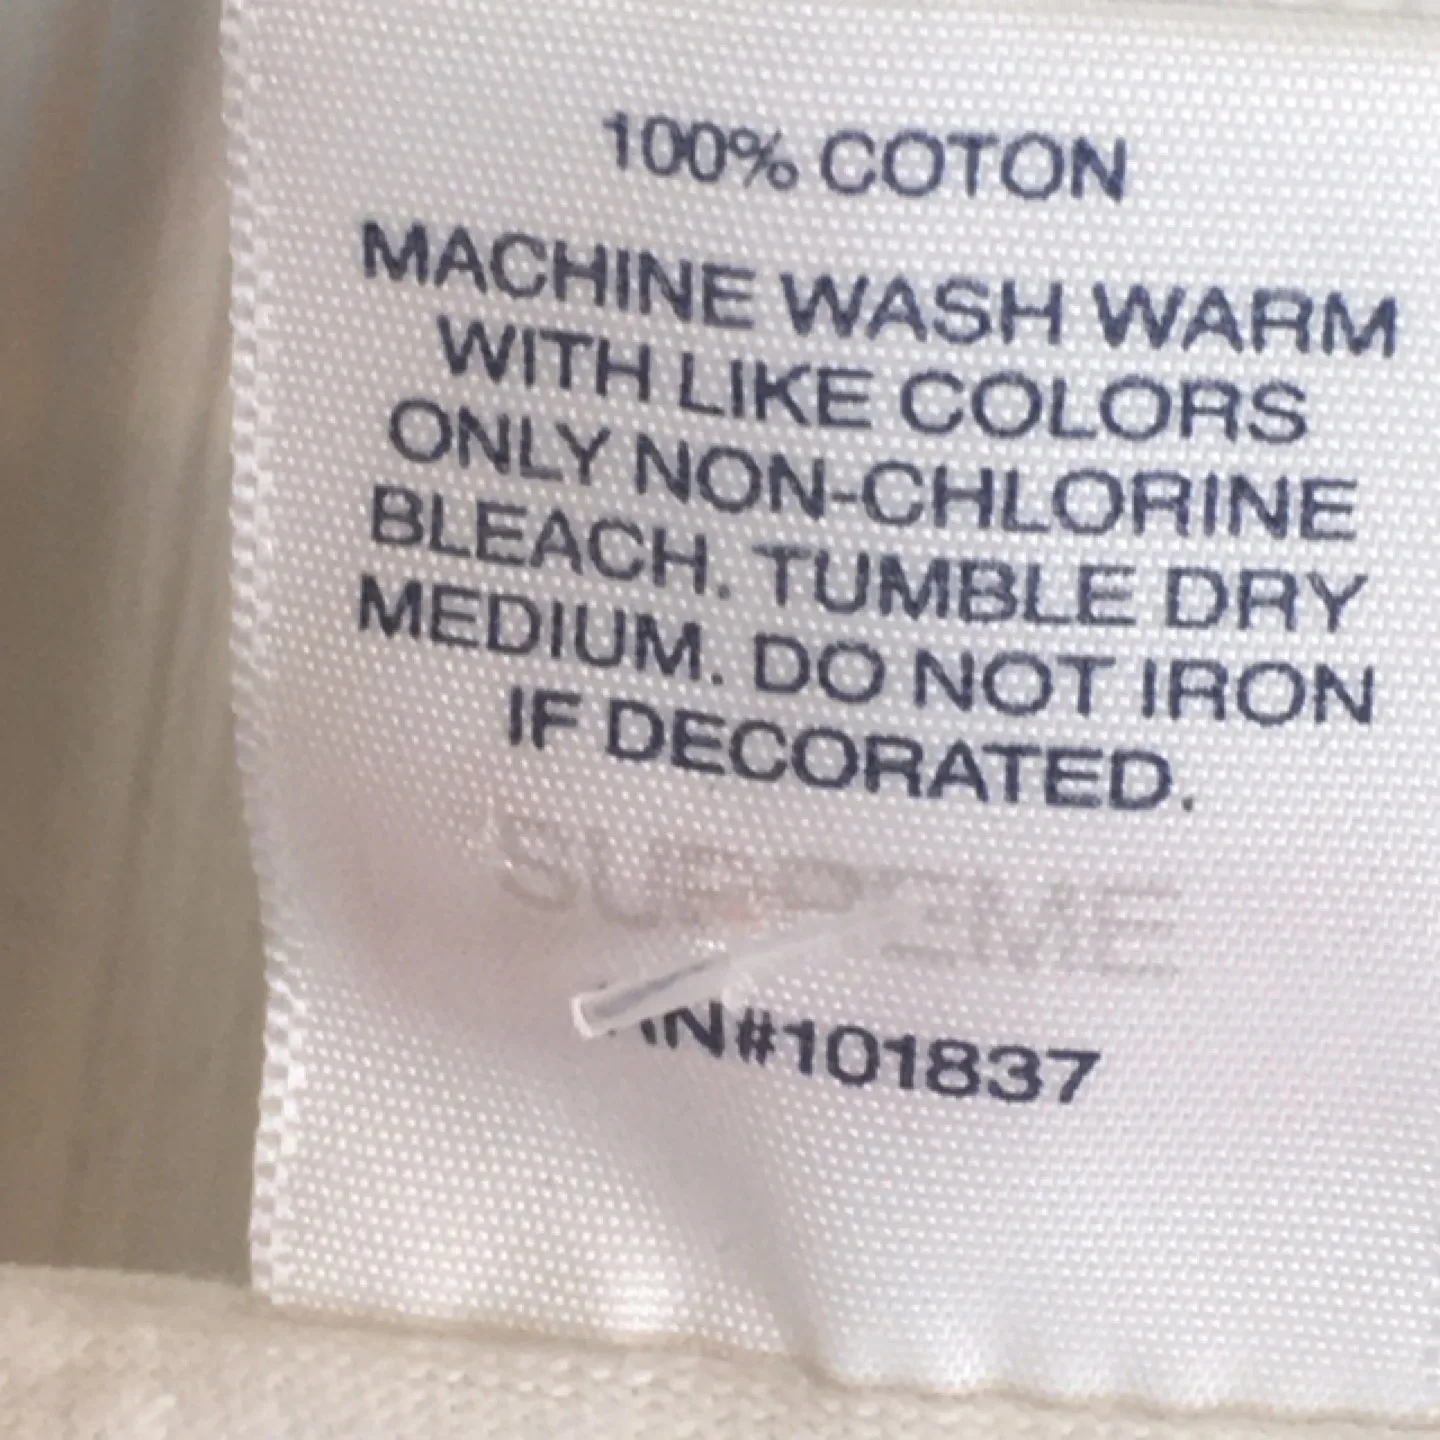 100% COTON
MACHINE WASH WARM
WITH LIKE COLORS
ONLY NON-CHLORINE
BLEACH. TUMBLE DRY
MEDIUM. DO NOT IRON
IF DECORATED.
#101837